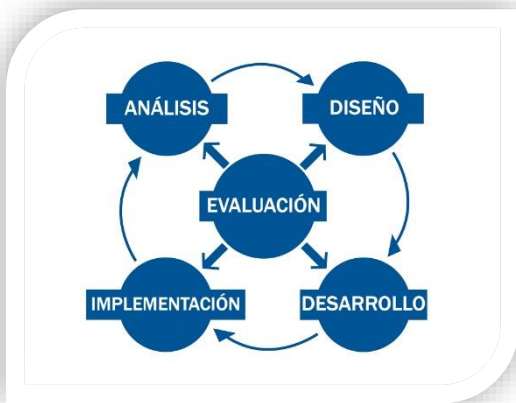 ANÁLISIS
DISEÑO
EVALUACIÓN
IMPLEMENTACIÓN
DESARROLLO